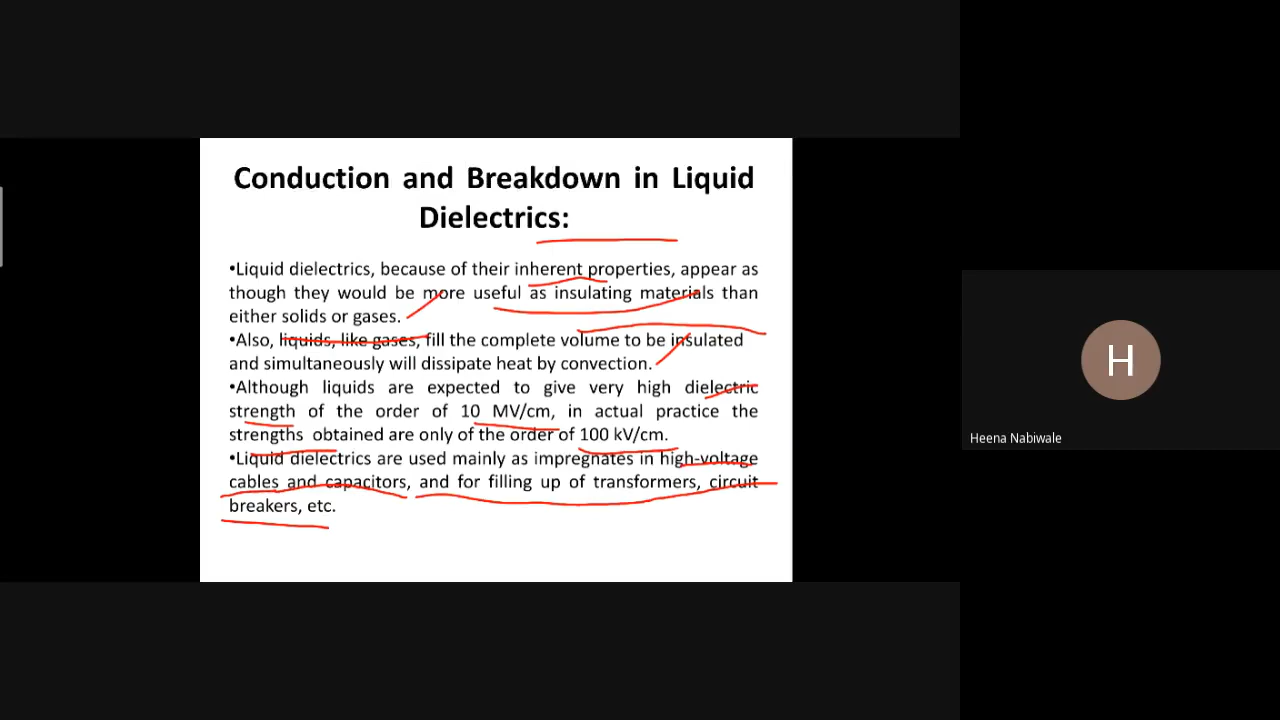 Conduction and Breakdown in Liquid
Dielectrics:
•Liquid dielectrics, because of their inherent properties, appear as
though they would be more useful as insulating materials than
either solids or gases.
•Also, liquids, like gases, fill the complete volume to be insulated
and simultaneously will dissipate heat by convection.
•Although liquids are expected to give very high dielectric
strength of the order of 10 MV/cm, in actual practice the
strengths obtained are only of the order of 100 kV/cm.
•Liquid dielectrics are used mainly as impregnates in high-voltage
cables and capacitors, and for filling up of transformers, circuit
breakers, etc.
H
Heena Nabiwale